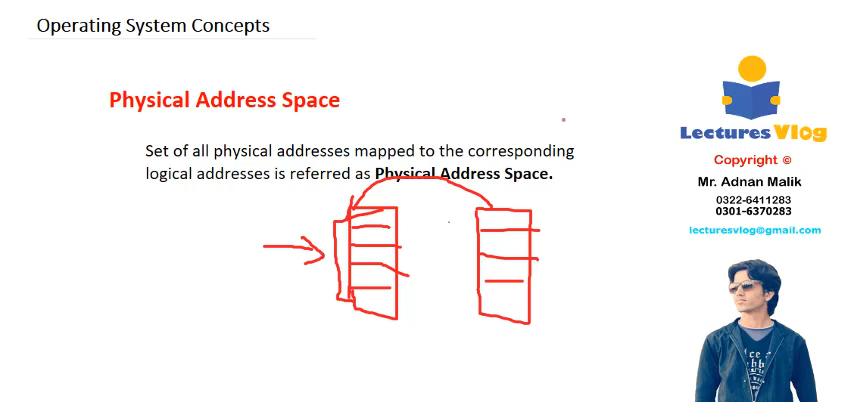 Operating System Concepts
Physical Address Space
Set of all physical addresses mapped to the corresponding
logical addresses is referred as Physical Address Space.
Lectures Vlog
Copyright ©
Mr. Adnan Malik
0322-6411283
0301-6370283
lecturesvlog@gmail.com